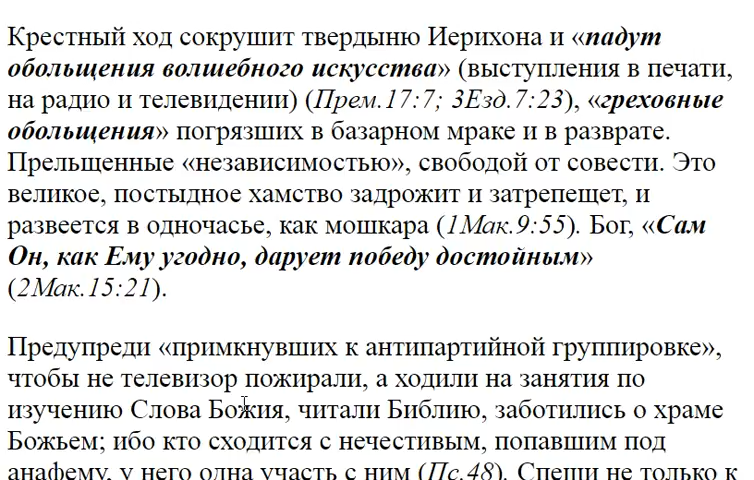 Крестный ход сокрушит твердыню Иерихона и «падут
обольщения волшебного искусства» (выступления в печати,
на радио и телевидении) (Прем.17:7; 3Езд.7:23), «греховные
обольщения» погрязших в базарном мраке и в разврате.
Прельщенные «независимостью», свободой от совести. Это
великое, постыдное хамство задрожит и затрепещет, и
развеется в одночасье, как мошкара (1Мак.9:55). Бог, «Сам
Он, как Ему угодно, дарует победу достойным»
(2Мак.15:21).
Предупреди «примкнувших к антипартийной группировке»,
чтобы не телевизор пожирали, а ходили на занятия по
изучению Слова Божия, читали Библию, заботились о храме
Божьем; ибо кто сходится с нечестивым, попавшим под
анафему, у него одна участь с ним (Пс.48). Спеши не только к